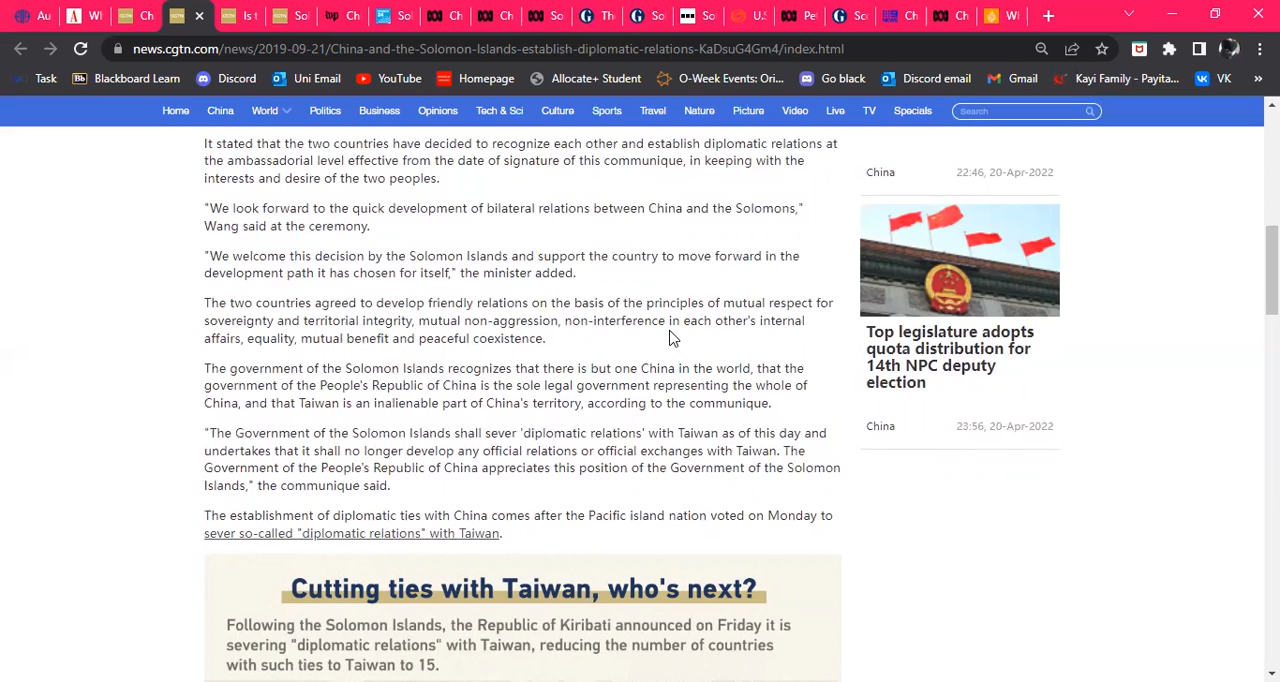 Au
Wl
Ch
Is t
Sol
Ch
Sol
Ch
Ch
So
Th
So
Sol
U.S
Pel
Sc
Ch
Ch
Wl
news.cgtn.com/news/2019-09-21/China-and-the-Solomon-Islands-establish-diplomatic-relations-KaDsuG4Gm4/index.html
Task
Blackboard Learn
Discord
Uni Email
YouTube
Homepage
Allocate+ Student
O-Week Events: Ori...
Go black
Discord email
Gmail
Kayi Family - Payita...
VK
»
Home China World Politics Business Opinions Tech & Sci Culture Sports Travel Nature Picture Video Live TV Specials Search
It stated that the two countries have decided to recognize each other and establish diplomatic relations at
the ambassadorial level effective from the date of signature of this communique, in keeping with the
interests and desire of the two peoples.
"We look forward to the quick development of bilateral relations between China and the Solomons,"
Wang said at the ceremony.
"We welcome this decision by the Solomon Islands and support the country to move forward in the
development path it has chosen for itself," the minister added.
The two countries agreed to develop friendly relations on the basis of the principles of mutual respect for
sovereignty and territorial integrity, mutual non-aggression, non-interference in each other's internal
affairs, equality, mutual benefit and peaceful coexistence.
The government of the Solomon Islands recognizes that there is but one China in the world, that the
government of the People's Republic of China is the sole legal government representing the whole of
China, and that Taiwan is an inalienable part of China's territory, according to the communique.
"The Government of the Solomon Islands shall sever 'diplomatic relations' with Taiwan as of this day and
undertakes that it shall no longer develop any official relations or official exchanges with Taiwan. The
Government of the People's Republic of China appreciates this position of the Government of the Solomon
Islands," the communique said.
The establishment of diplomatic ties with China comes after the Pacific island nation voted on Monday to
sever so-called "diplomatic relations" with Taiwan.
Cutting ties with Taiwan, who's next?
Following the Solomon Islands, the Republic of Kiribati announced on Friday it is
severing "diplomatic relations" with Taiwan, reducing the number of countries
with such ties to Taiwan to 15.
China 22:46, 20-Apr-2022
Top legislature adopts
quota distribution for
14th NPC deputy
election
China 23:56, 20-Apr-2022